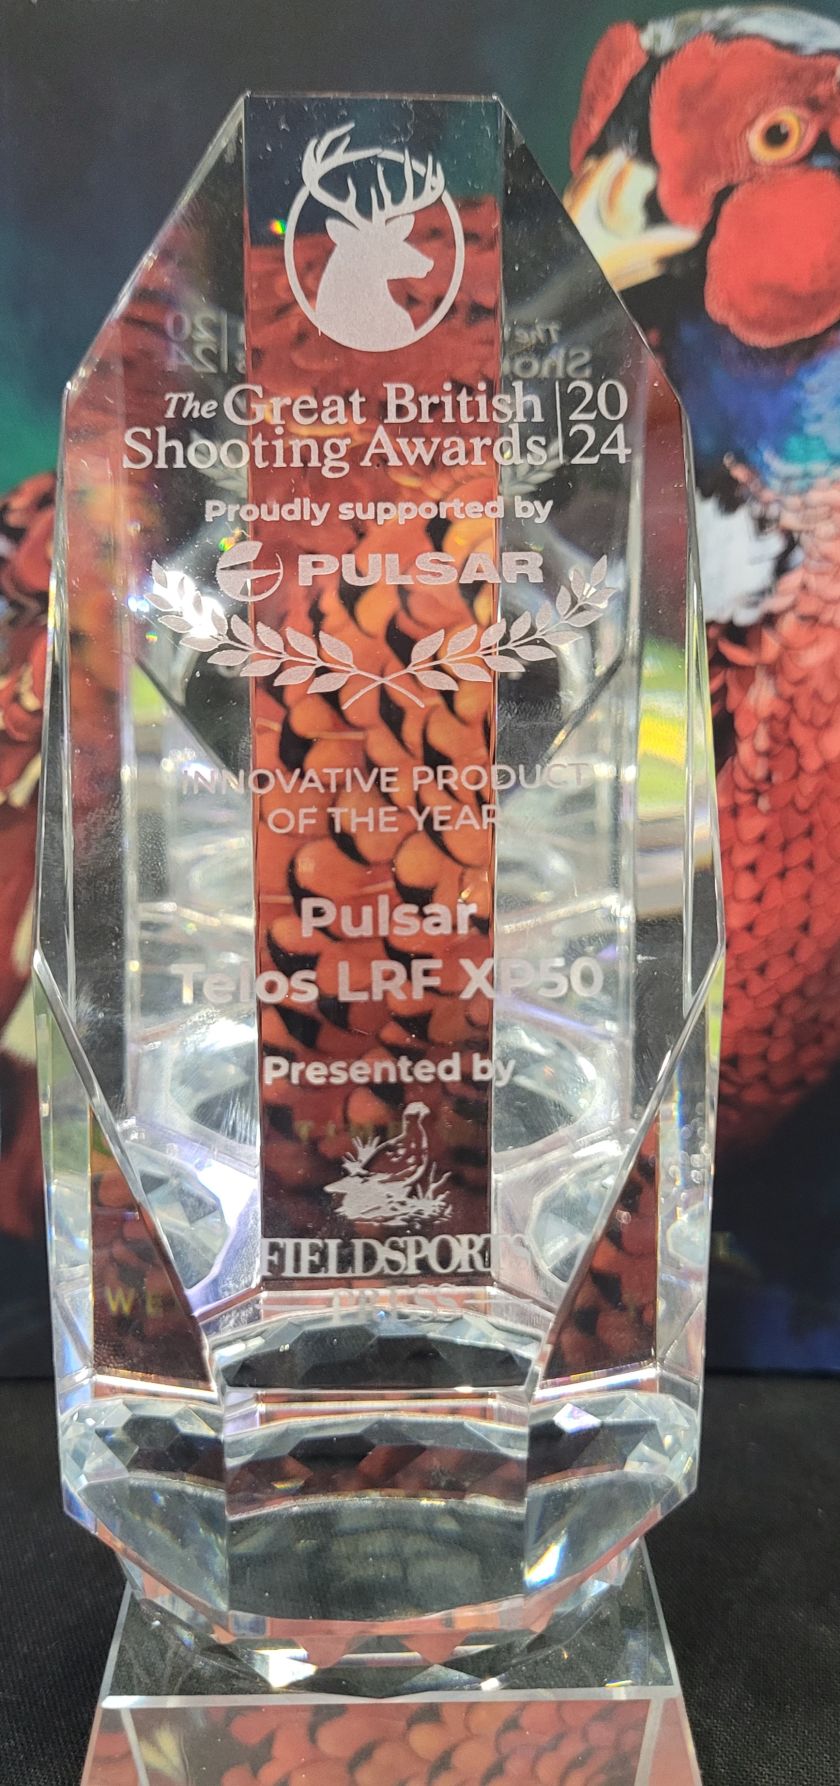 The Great British
Shooting Awards
20
24
Proudly supported by
PULSAR
INNOVATIVE PRODUCT
OF THE YEAR
Pulsar
Telos LRF XP50
Presented by
FIELDSPORTS
PRESS